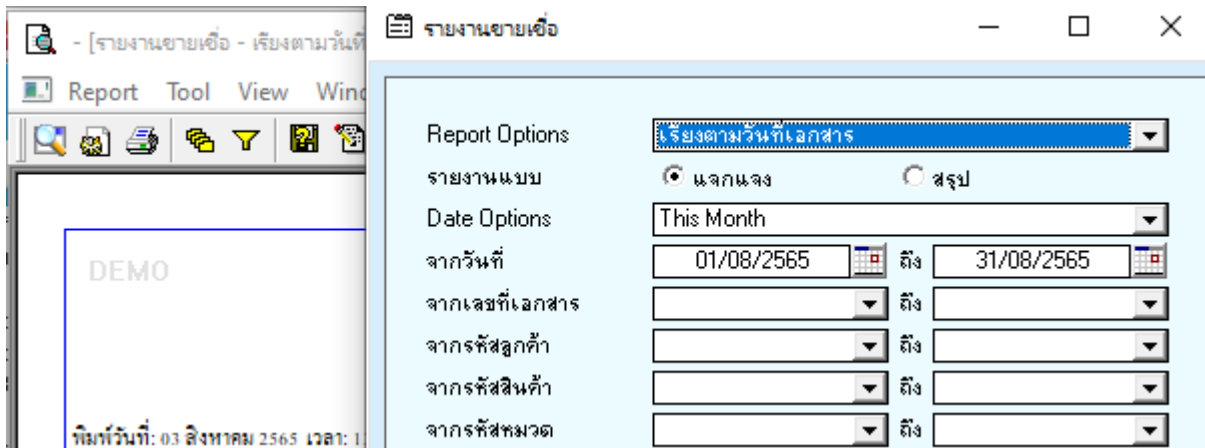 - [รายงานขายเชื่อ - เรียงตามวันที่
Report Tool View Wind
DEMO
พิมพ์วันที่: 03 สิงหาคม 2565 เวลา: 1
รายงานขายเชื่อ
Report Options เรียงตามวันที่เอกสาร
รายงานแบบ แจกแจง สรุป
Date Options This Month
จากวันที่ 01/08/2565 ถึง 31/08/2565
จากเลขที่เอกสาร ถึง
จากรหัสลูกค้า ถึง
จากรหัสสินค้า ถึง
จากรหัสหมวด ถึง